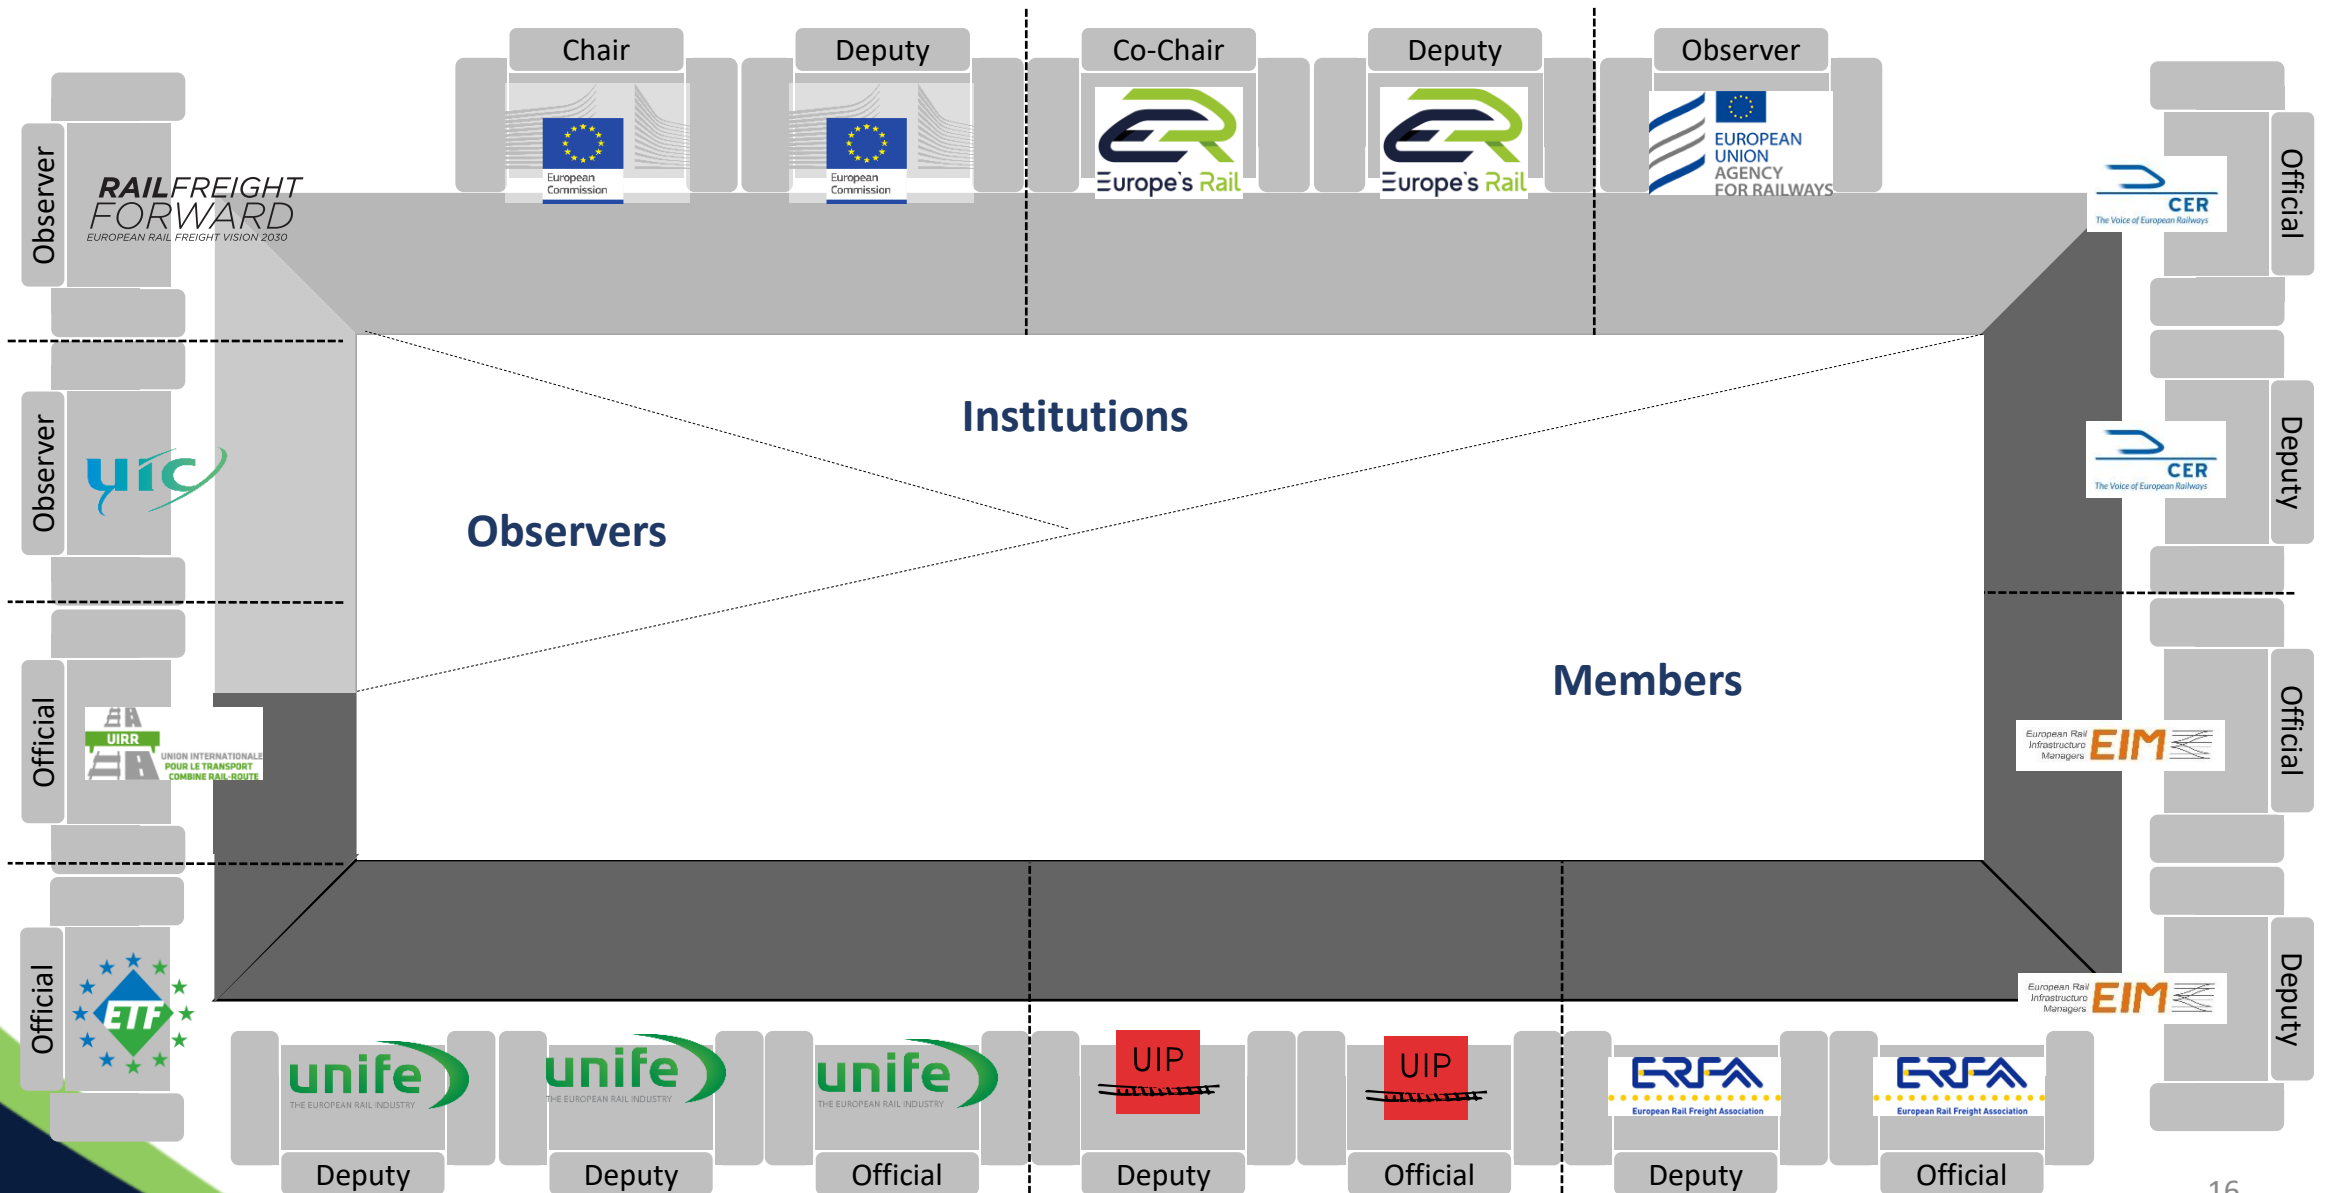 Chair
Deputy
Co-Chair
Deputy
Observer
European
Commission
European
Commission
Europe's Rail
Europe's Rail
EUROPEAN
UNION
AGENCY
FOR RAILWAYS
Observer
RAILFREIGHT
FORWARD
EUROPEAN RAIL FREIGHT VISION 2030
CER
The Voice of European Railways
Official
Institutions
Observer
uic
Observers
CER
The Voice of European Railways
Deputy
Members
Official
UIRR
UNION INTERNATIONALE
POUR LE TRANSPORT
COMBINE RAIL-ROUTE
European Rail
Infrastructure
Managers
EIM
Official
Official
ETF
European Rail
Infrastructure
Managers
EIM
Deputy
unife
THE EUROPEAN RAIL INDUSTRY
unife
THE EUROPEAN RAIL INDUSTRY
unife
THE EUROPEAN RAIL INDUSTRY
UIP
UIP
ERFA
European Rail Freight Association
ERFA
European Rail Freight Association
Deputy
Deputy
Official
Deputy
Official
Deputy
Official
16